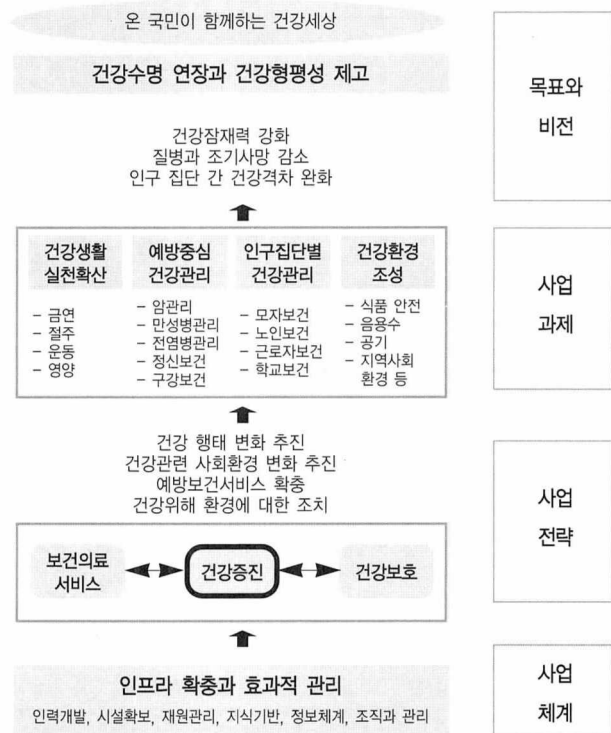 온 국민이 함께하는 건강세상
건강수명 연장과 건강형평성 제고
건강잠재력 강화
질병과 조기사망 감소
인구 집단 간 건강격차 완화
목표와
비전
건강생활
실천확산
– 금연
– 절주
– 운동
– 영양
예방중심
건강관리
– 암관리
– 만성병관리
– 전염병관리
– 정신보건
– 구강보건
인구집단별
건강관리
– 모자보건
– 노인보건
– 근로자보건
– 학교보건
건강환경
조성
– 식품 안전
– 음용수
– 공기
– 지역사회
환경 등
사업
과제
건강 행태 변화 추진
건강관련 사회환경 변화 추진
예방보건서비스 확충
건강위해 환경에 대한 조치
보건의료
서비스
건강증진
건강보호
사업
전략
인프라 확충과 효과적 관리
인력개발, 시설확보, 재원관리, 지식기반, 정보체계, 조직과 관리
사업
체계